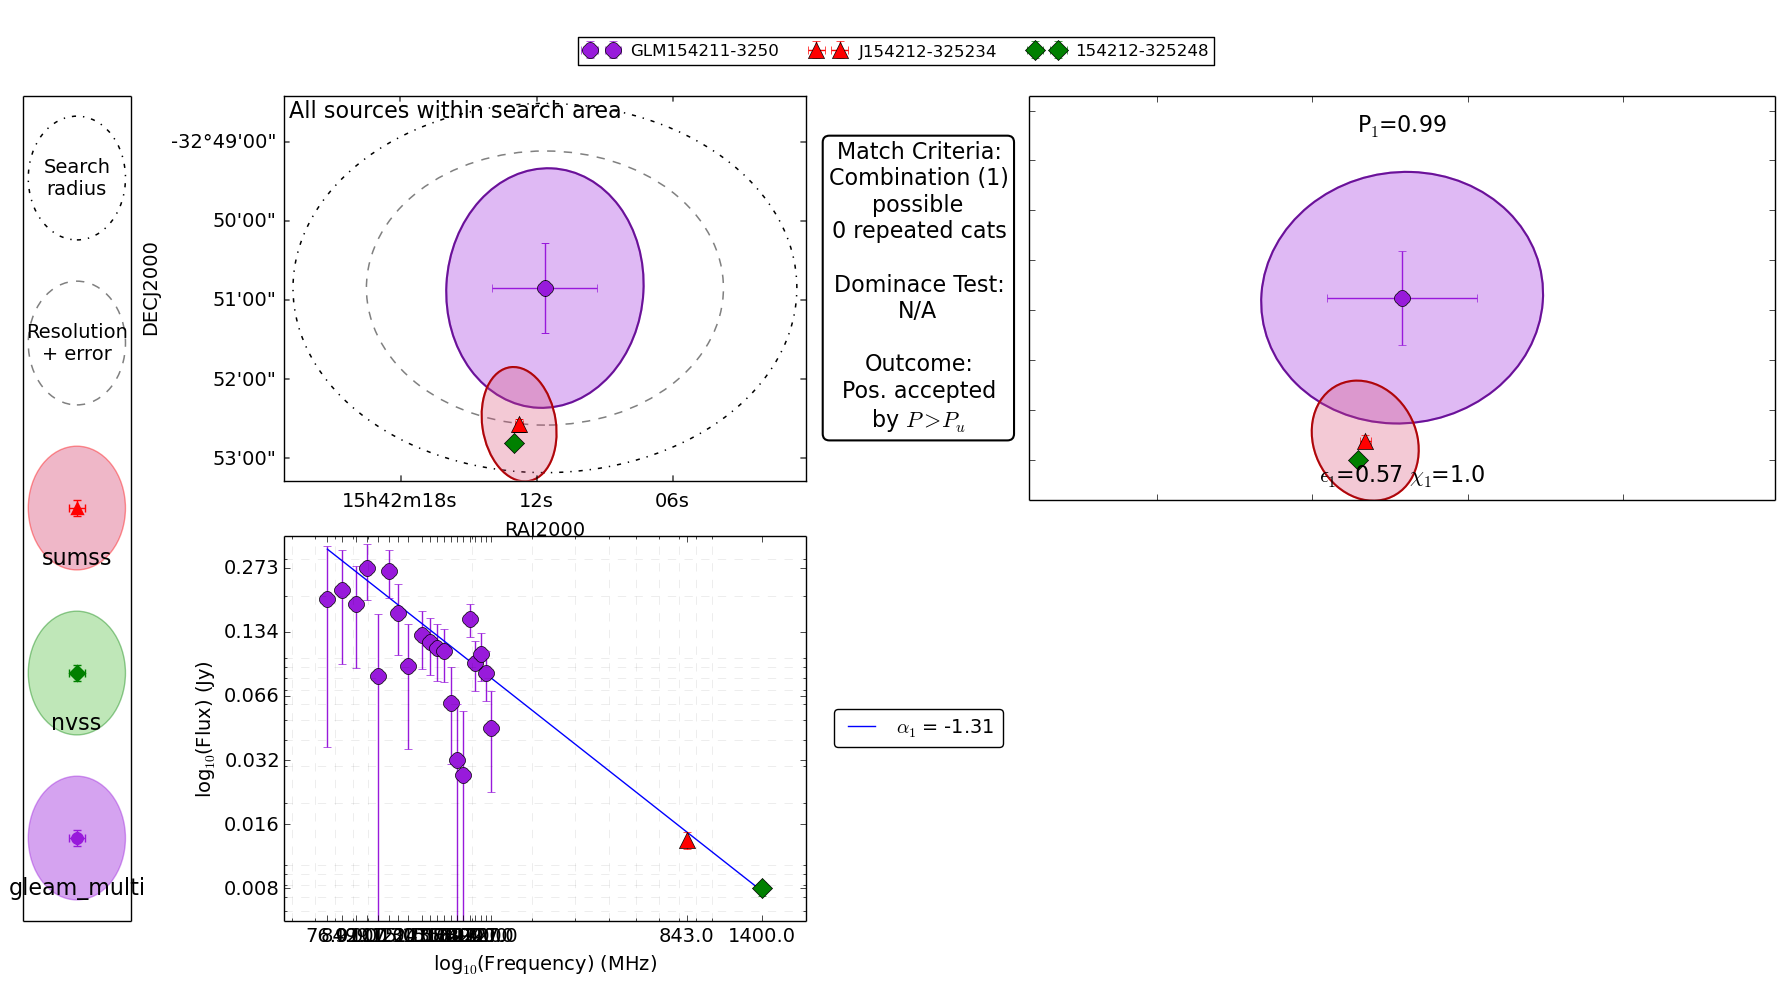 GLM154211-3250 J154212-325234 154212-325248
Search
radius
Resolution
+ error
sumss
nvss
gleam_multi
All sources within search area
DECJ2000
-32°49'00"
50'00"
51'00"
52'00"
53'00"
15h42m18s 12s 06s
RAJ2000
Match Criteria:
Combination (1)
possible
0 repeated cats
Dominace Test:
N/A
Outcome:
Pos. accepted
by P>Pu
P1=0.99
ϵ1=0.57 χ1=1.0
log10(Flux) (Jy)
0.273
0.134
0.066
0.032
0.016
0.008
843.0 1400.0
log10(Frequency) (MHz)
α1 = -1.31